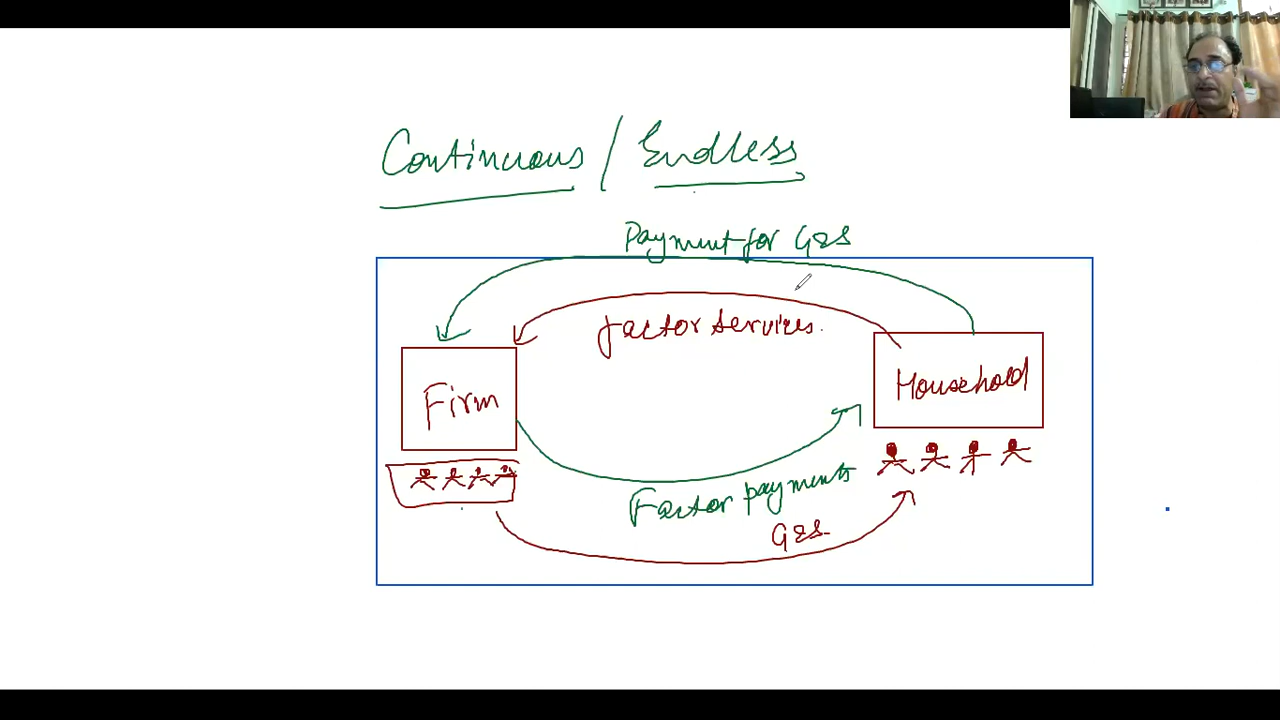 Continuous / Endless
Payment for G&S
Factor services.
Firm
Household
Factor payments
G&S.